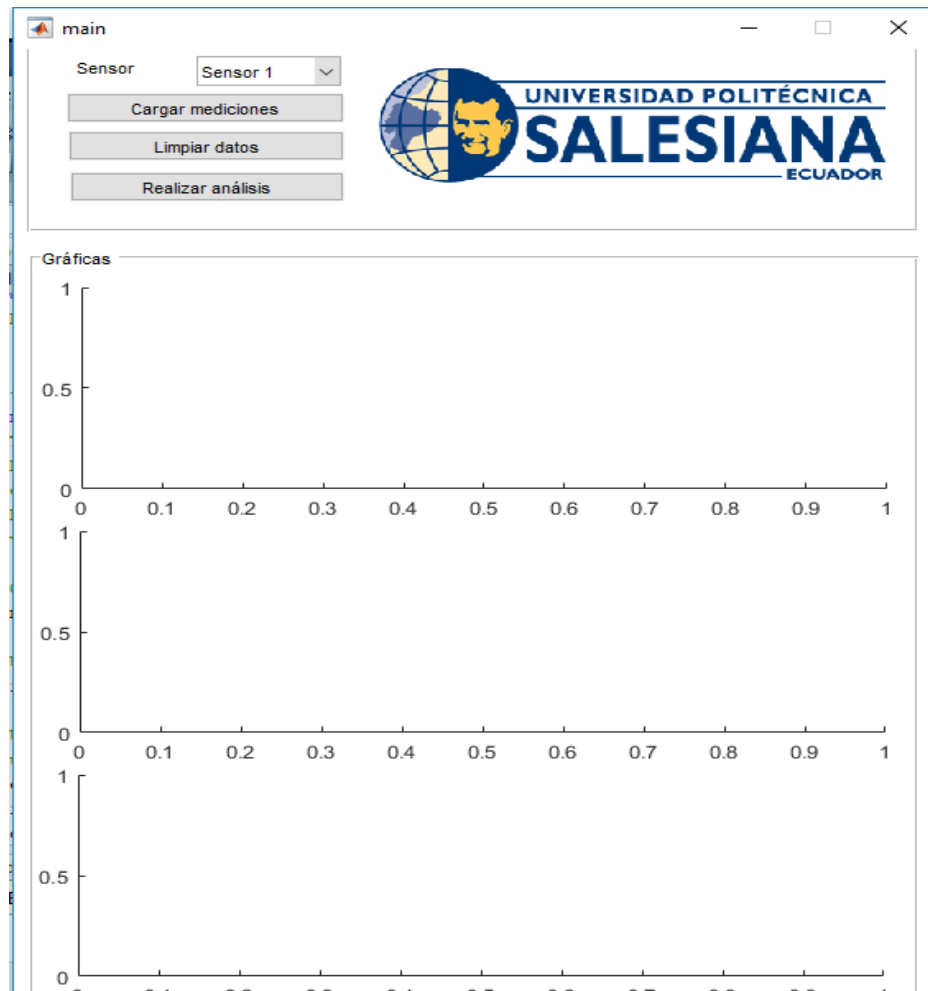 main
Sensor Sensor 1
Cargar mediciones
Limpiar datos
Realizar análisis
UNIVERSIDAD POLITÉCNICA
SALESIANA
ECUADOR
Gráficas
1
0.5
0
0 0.1 0.2 0.3 0.4 0.5 0.6 0.7 0.8 0.9 1
1
0.5
0
0 0.1 0.2 0.3 0.4 0.5 0.6 0.7 0.8 0.9 1
1
0.5
0